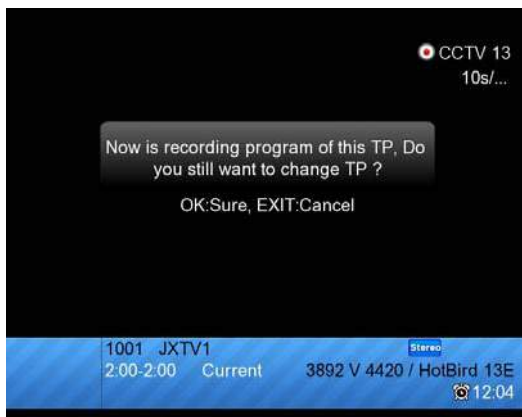 CCTV 13
10s/...
Now is recording program of this TP, Do
you still want to change TP ?
OK:Sure, EXIT:Cancel
1001 JXTV1
Stereo
2:00-2:00 Current 3892 V 4420 / HotBird 13E
12:04